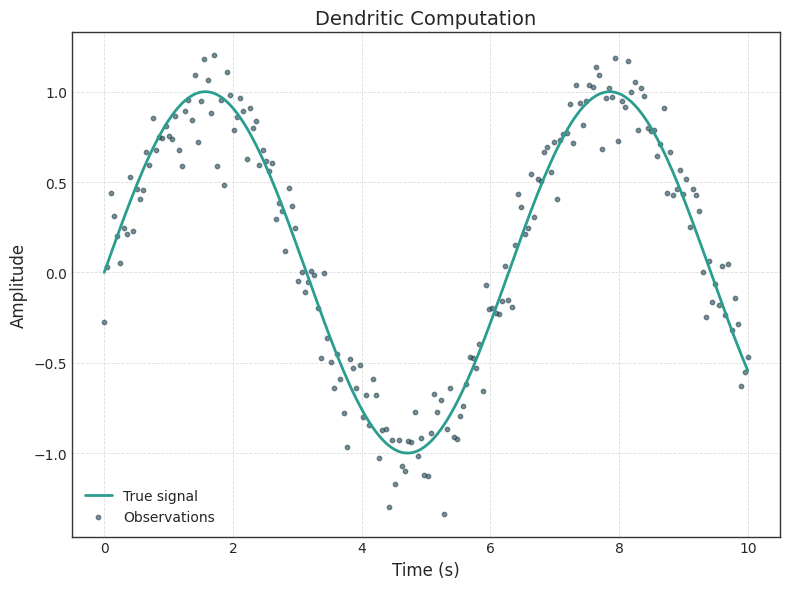 Dendritic Computation
Amplitude
1.0
0.5
0.0
−0.5
−1.0
True signal
Observations
0 2 4 6 8 10
Time (s)